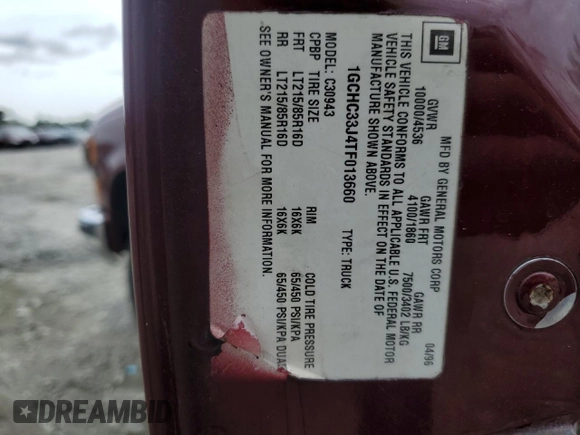 GM
MFD BY GENERAL MOTORS CORP 04/96
GVWR GAWR FRT GAWR RR
10000/4536 4100/1860 7500/3402 LB/KG
THIS VEHICLE CONFORMS TO ALL APPLICABLE U.S. FEDERAL MOTOR
VEHICLE SAFETY STANDARDS IN EFFECT ON THE DATE OF
MANUFACTURE SHOWN ABOVE.
1GCHC33J4TF013660 TYPE: TRUCK
MODEL: C30943
CPBP TIRE SIZE RIM COLD TIRE PRESSURE
FRT LT215/85R16D 16X6K 65/450 PSI/KPA
RR LT215/85R16D 16X6K 65/450 PSI/KPA DUAL
SEE OWNER'S MANUAL FOR MORE INFORMATION.
DREAMBID